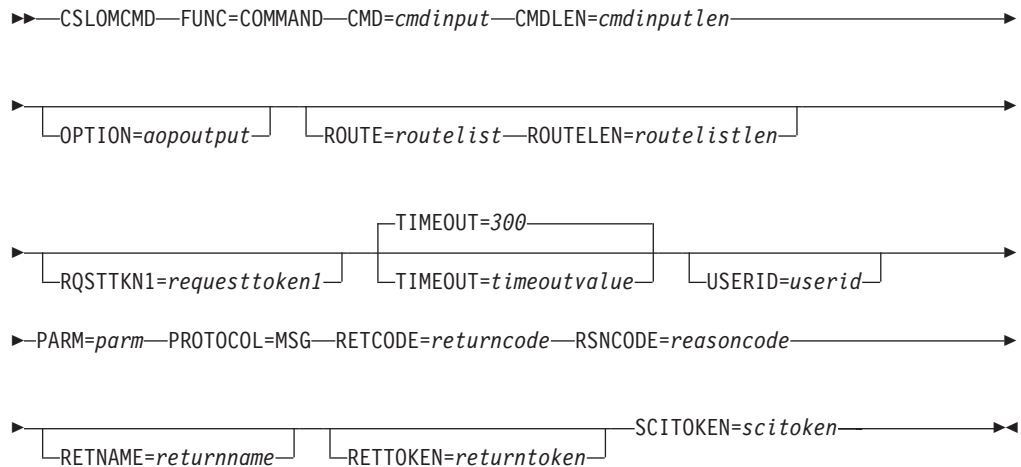 CSLOMCMD FUNC=COMMAND CMD=cmdinput CMDLEN=cmdinputlen
OPTION=aopoutput ROUTE=routelist ROUTELEN=routelistlen
TIMEOUT=300
RQSTTKN1=requesttoken1 TIMEOUT=timeoutvalue USERID=userid
PARM=parm PROTOCOL=MSG RETCODE=returncode RSNCODE=reasoncode
SCITOKEN=scitoken
RETNAME=returnname RETTOKEN=returntoken